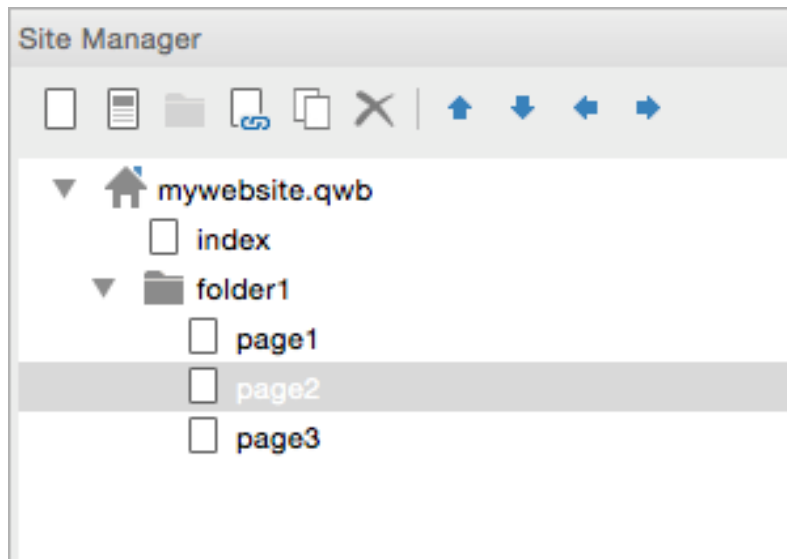 Site Manager
mywebsite.qwb
index
folder1
page1
page2
page3